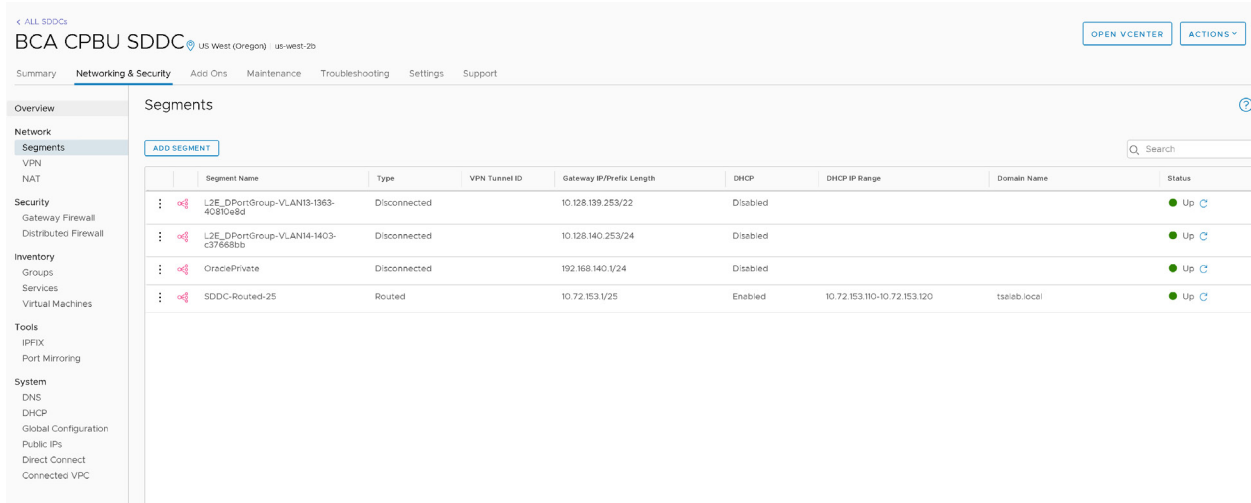 < ALL SDDCs
BCA CPBU SDDC US West (Oregon) us-west-2b
OPEN VCENTER ACTIONS
Summary Networking & Security Add Ons Maintenance Troubleshooting Settings Support
Overview
Network
Segments
VPN
NAT
Security
Gateway Firewall
Distributed Firewall
Inventory
Groups
Services
Virtual Machines
Tools
IPFIX
Port Mirroring
System
DNS
DHCP
Global Configuration
Public IPs
Direct Connect
Connected VPC
Segments
?
ADD SEGMENT
Search
Segment Name Type VPN Tunnel ID Gateway IP/Prefix Length DHCP DHCP IP Range Domain Name Status
L2E_DPortGroup-VLAN13-1363- Disconnected 10.128.139.253/22 Disabled Up
40810e8d
L2E_DPortGroup-VLAN14-1403- Disconnected 10.128.140.253/24 Disabled Up
c37668bb
OraclePrivate Disconnected 192.168.140.1/24 Disabled Up
SDDC-Routed-25 Routed 10.72.153.1/25 Enabled 10.72.153.110-10.72.153.120 tsalab.local Up